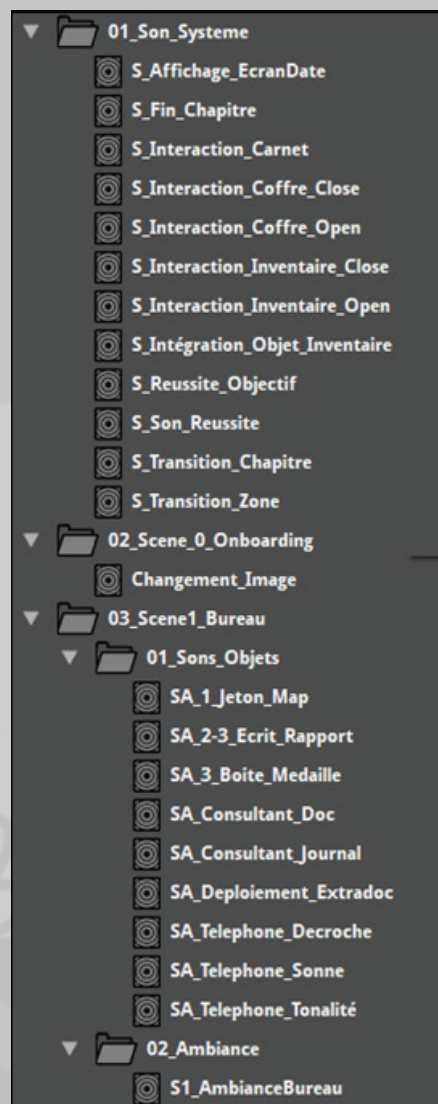 01_Son_Systeme
S_Affichage_EcranDate
S_Fin_Chapitre
S_Interaction_Carnet
S_Interaction_Coffre_Close
S_Interaction_Coffre_Open
S_Interaction_Inventaire_Close
S_Interaction_Inventaire_Open
S_Intégration_Objet_Inventaire
S_Reussite_Objectif
S_Son_Reussite
S_Transition_Chapitre
S_Transition_Zone
02_Scene_0_Onboarding
Changement_Image
03_Scene1_Bureau
01_Sons_Objets
SA_1_Jeton_Map
SA_2-3_Ecrit_Rapport
SA_3_Boite_Medaille
SA_Consultant_Doc
SA_Consultant_Journal
SA_Deploiement_Extradoc
SA_Telephone_Decroche
SA_Telephone_Sonne
SA_Telephone_Tonalité
02_Ambiance
S1_AmbianceBureau